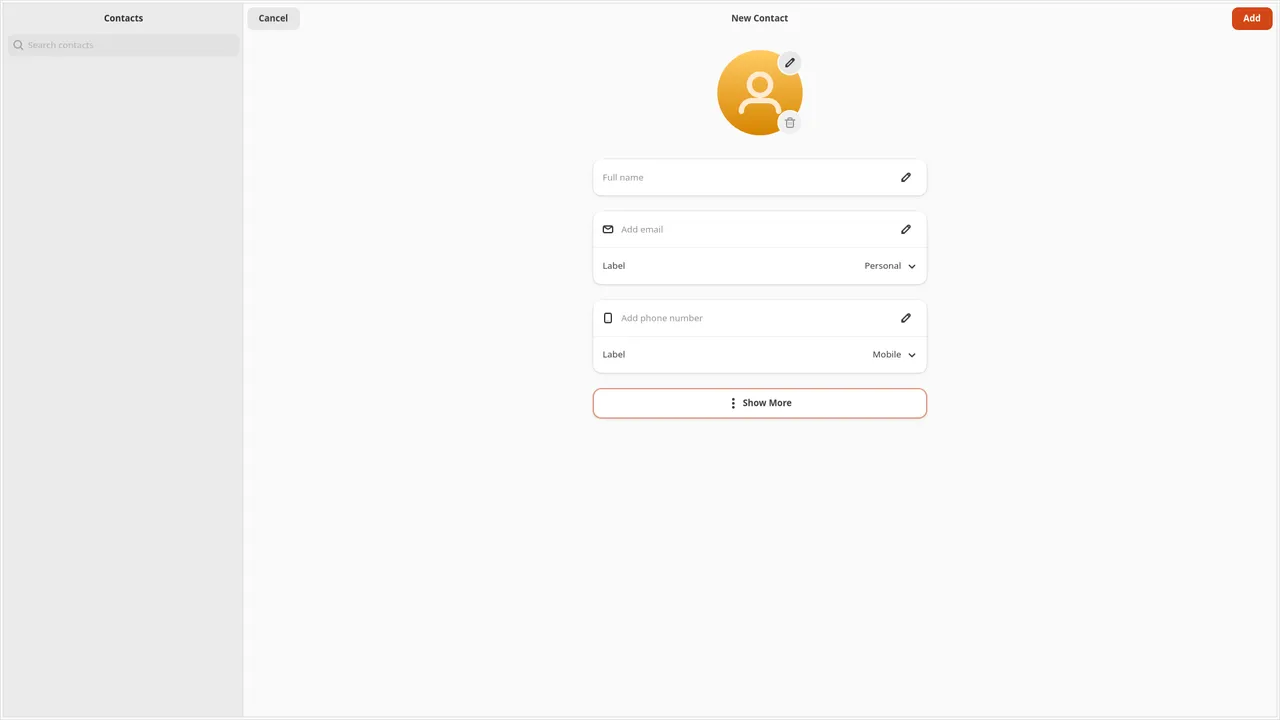 Contacts
Search contacts
Cancel
New Contact
Add
Full name
Add email
Label
Personal
Add phone number
Label
Mobile
Show More